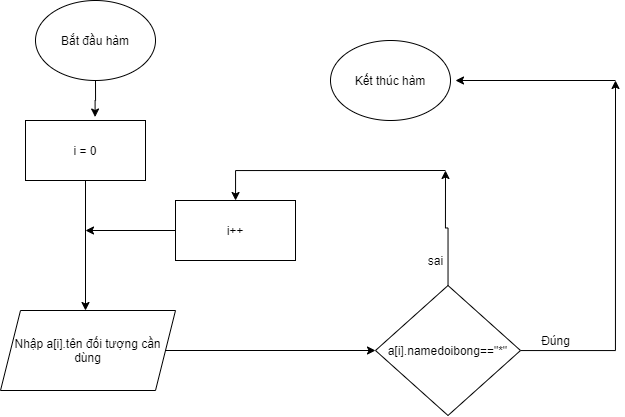 Bắt đầu hàm
Kết thúc hàm
i = 0
i++
sai
Đúng
Nhập a[i].tên đối tượng cần
dùng
a[i].namedoibong=="*"